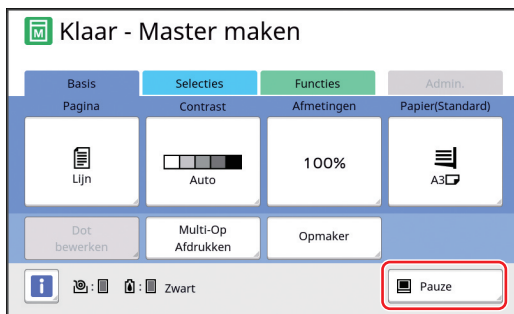 M Klaar - Master maken
Basis Selecties Functies Admin.
Pagina Contrast Afmetingen Papier(Standard)
Lijn Auto 100% A3
Dot bewerken
Multi-Op Afdrukken
Opmaker
i : : Zwart
Pauze